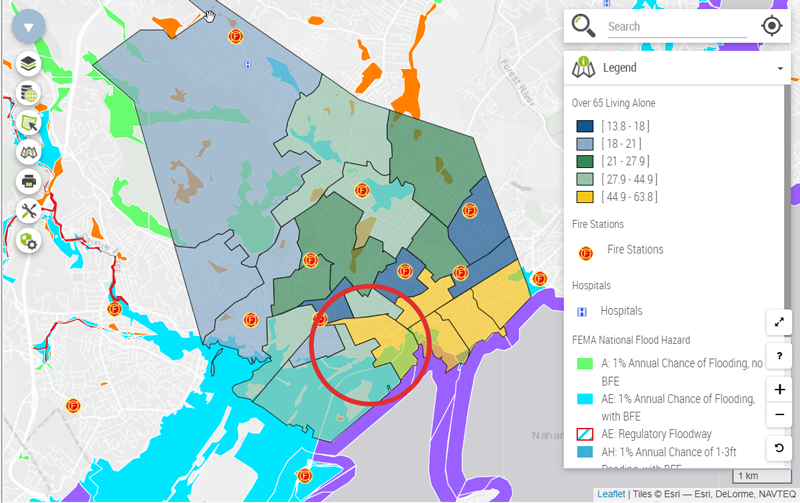 Search
Legend
Over 65 Living Alone
[ 13.8 - 18 ]
[ 18 - 21 ]
[ 21 - 27.9 ]
[ 27.9 - 44.9 ]
[ 44.9 - 63.8 ]
Fire Stations
Fire Stations
Hospitals
H Hospitals
FEMA National Flood Hazard
A: 1% Annual Chance of Flooding, no
BFE
AE: 1% Annual Chance of Flooding,
with BFE
AE: Regulatory Floodway
AH: 1% Annual Chance of 1-3ft
Ponding, with BFE
Forest River
Nahan
1 km
Leaflet | Tiles © Esri — Esri, DeLorme, NAVTEQ